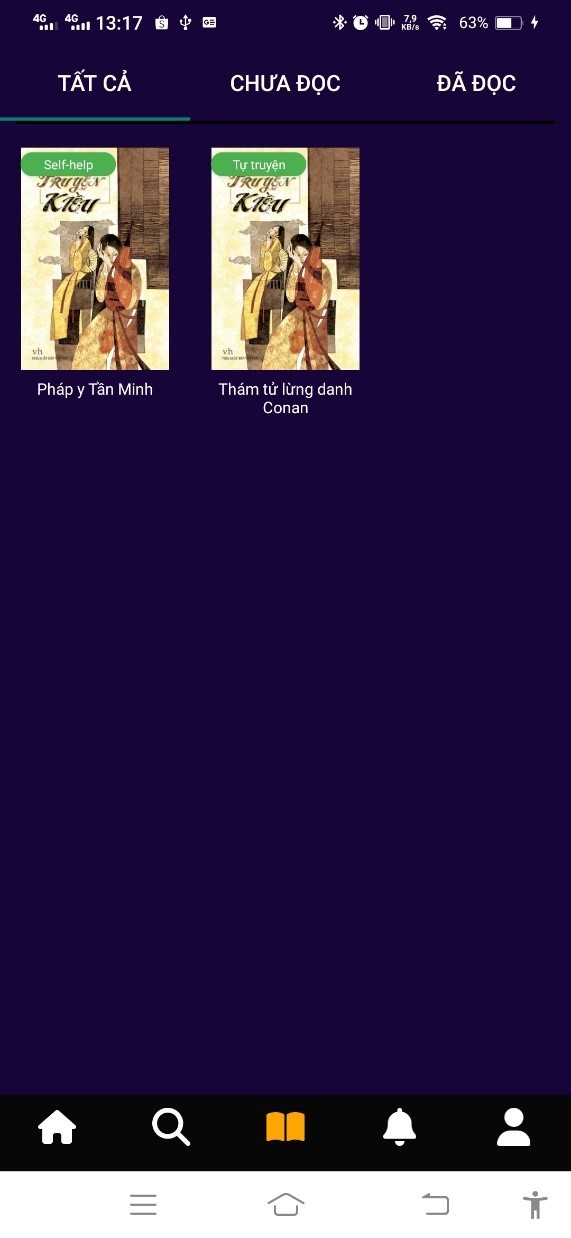 4G 4G 13:17 7,9 KB/s 63%
TẤT CẢ CHƯA ĐỌC ĐÃ ĐỌC
Self-help Tự truyện
Truyện Truyện
Kiều Kiều
vh vh
Pháp y Tần Minh Thám tử lừng danh
Conan